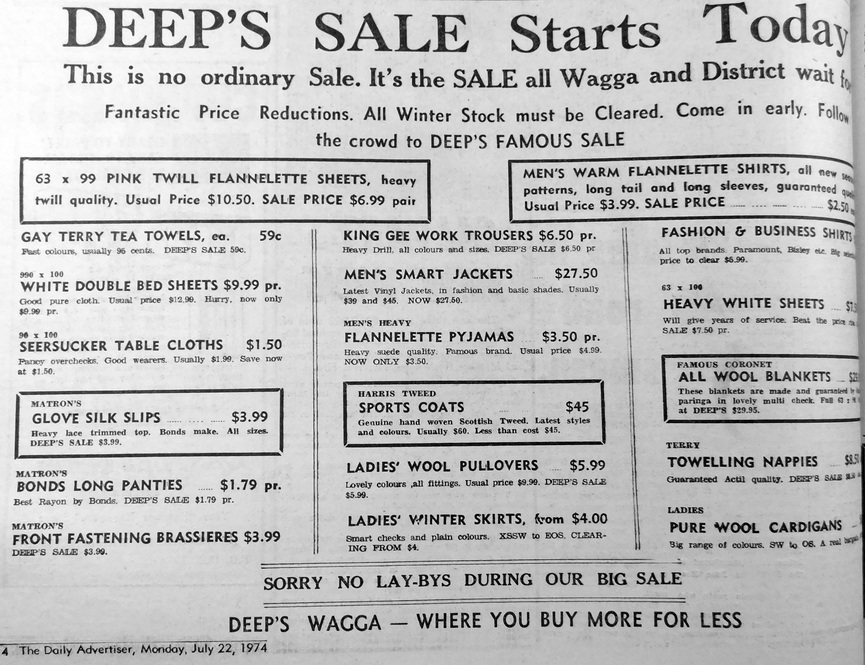 DEEP'S SALE Starts Today
This is no ordinary Sale. It's the SALE all Wagga and District wait
Fantastic Price Reductions. All Winter Stock must be Cleared. Come in early. Follow
the crowd to DEEP'S FAMOUS SALE
63 x 99 PINK TWILL FLANNELETTE SHEETS, heavy
twill quality. Usual Price $10.50. SALE PRICE $6.99 pair
MEN'S WARM FLANNELETTE SHIRTS, all new
patterns, long tail and long sleeves, guaranteed
Usual Price $3.99. SALE PRICE ..... ..... ..... $2.50
GAY TERRY TEA TOWELS, ea. 59c
Fast colours, usually 96 cents. DEEP'S SALE 59c.
990 x 100
WHITE DOUBLE BED SHEETS $9.99 pr.
Good pure cloth. Usual price $12.99. Hurry, now only
$9.99 pr.
90 x 100
SEERSUCKER TABLE CLOTHS $1.50
Fancy overchecks. Good wearers. Usually $1.99. Save now
at $1.50.
MATRON'S
GLOVE SILK SLIPS ..... ..... $3.99
Heavy lace trimmed top. Bonds make. All sizes.
DEEP'S SALE $3.99.
MATRON'S
BONDS LONG PANTIES ..... $1.79 pr.
Best Rayon by Bonds. DEEP'S SALE $1.79 pr.
MATRON'S
FRONT FASTENING BRASSIERES $3.99
DEEP'S SALE $3.99.
KING GEE WORK TROUSERS $6.50 pr.
Heavy Drill, all colours and sizes. DEEP'S SALE $6.50 pr
MEN'S SMART JACKETS ..... $27.50
Latest Vinyl Jackets, in fashion and basic shades. Usually
$39 and $45. NOW $27.50.
MEN'S HEAVY
FLANNELETTE PYJAMAS ..... $3.50 pr.
Heavy suede quality. Famous brand. Usual price $4.99.
NOW ONLY $3.50.
HARRIS TWEED
SPORTS COATS ..... $45
Genuine hand woven Scottish Tweed. Latest styles
and colours. Usually $60. Less than cost $45.
LADIES' WOOL PULLOVERS ..... $5.99
Lovely colours ,all fittings. Usual price $9.99. DEEP'S SALE
$5.99.
LADIES' WINTER SKIRTS, from $4.00
Smart checks and plain colours. XSSW to EOS. CLEAR-
ING FROM $4.
FASHION & BUSINESS SHIRTS
All top brands. Paramount, Bisley etc. Big
price to clear $5.99.
63 x 100
HEAVY WHITE SHEETS .....
Will give years of service. Beat the price
SALE $7.50 pr.
FAMOUS CORONET
ALL WOOL BLANKETS .....
These blankets are made and guaranteed
paringa in lovely multi check. Full
at DEEP'S $29.95.
TERRY
TOWELLING NAPPIES ..... $8.50
Guaranteed Actil quality. DEEP'S SALE
LADIES
PURE WOOL CARDIGANS .....
Big range of colours. SW to OS. A real
SORRY NO LAY-BYS DURING OUR BIG SALE
DEEP'S WAGGA — WHERE YOU BUY MORE FOR LESS
4 The Daily Advertiser, Monday, July 22, 1974